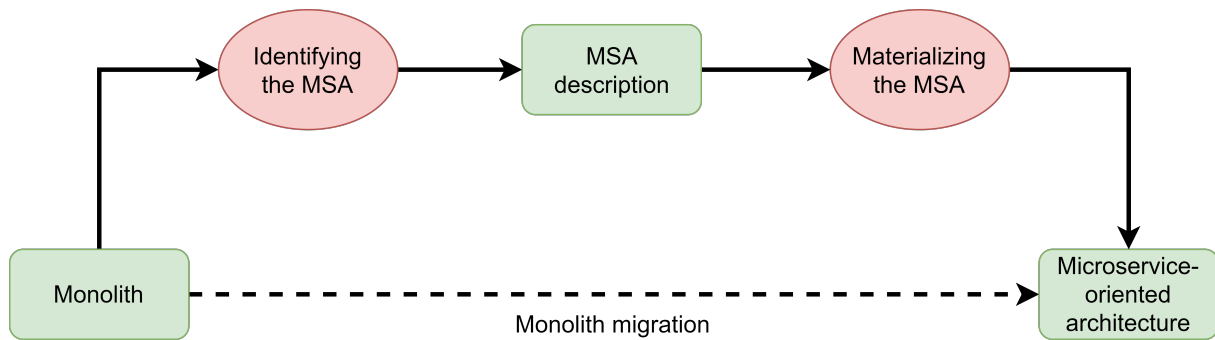 Identifying
the MSA
MSA
description
Materializing
the MSA
Monolith
Monolith migration
Microservice-
oriented
architecture